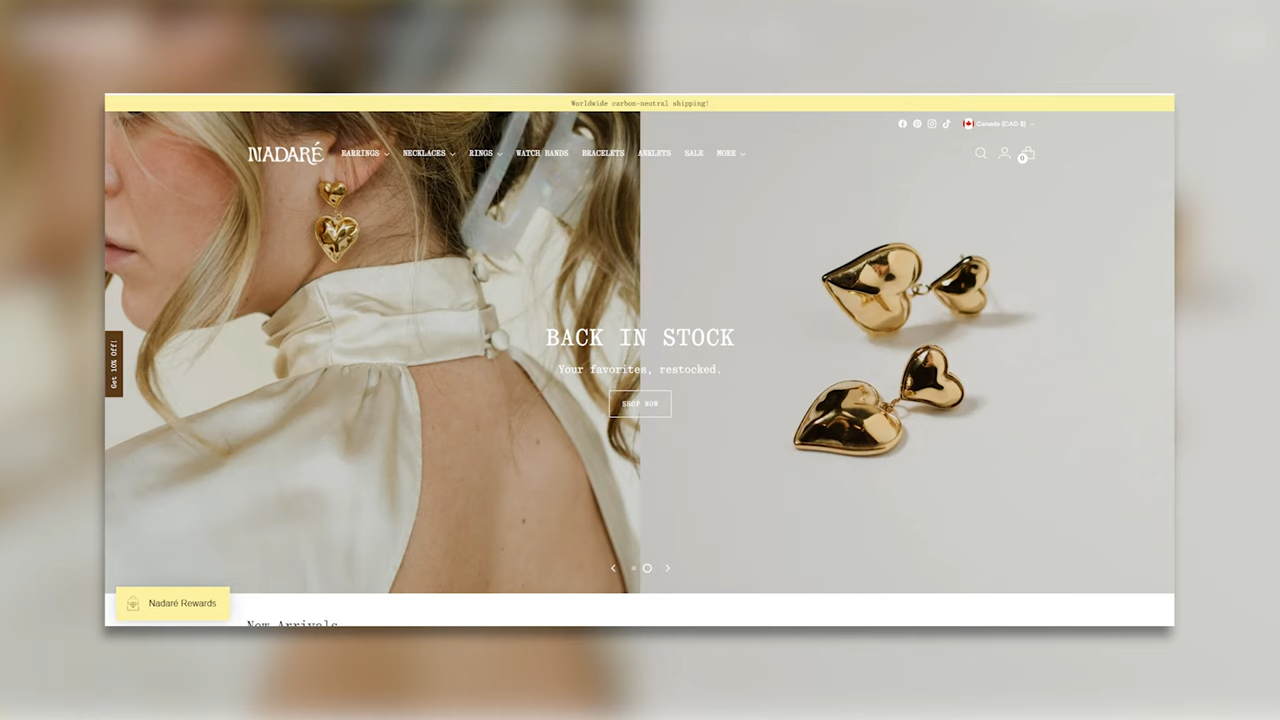 Worldwide carbon-neutral shipping!
Canada (CAD $)
NADARÉ
EARRINGS NECKLACES RINGS WATCH BANDS BRACELETS ANKLETS SALE MORE
0
BACK IN STOCK
Get 10% Off!
Your favorites, restocked.
SHOP NOW
Nadaré Rewards
New Arrivals